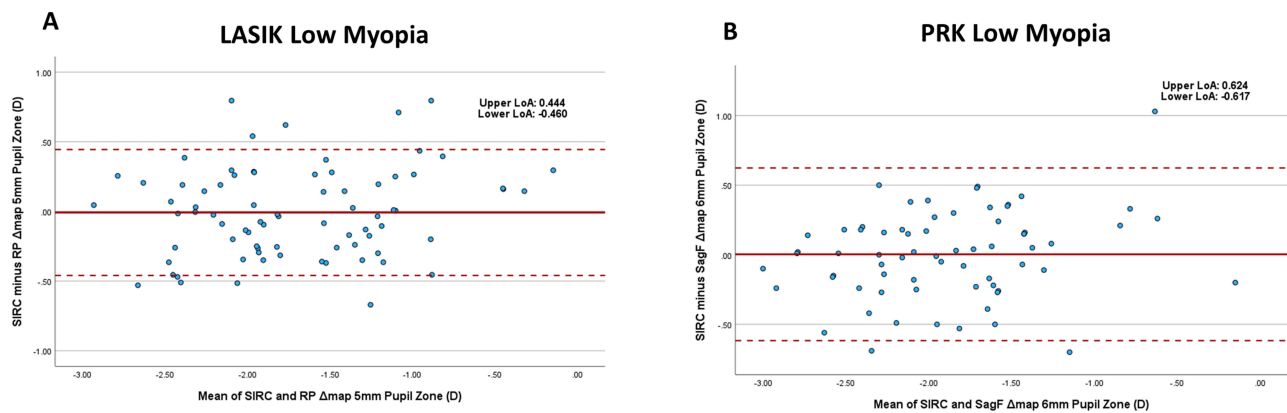 A
LASIK Low Myopia
1.00
.50
.00
-.50
-1.00
SIRC minus RP Δmap 5mm Pupil Zone (D)
Upper LoA: 0.444
Lower LoA: -0.460
-3.00 -2.50 -2.00 -1.50 -1.00 -.50 .00
Mean of SIRC and RP Δmap 5mm Pupil Zone (D)
B
PRK Low Myopia
1.00
.50
.00
-.50
SIRC minus SagF Δmap 6mm Pupil Zone (D)
Upper LoA: 0.624
Lower LoA: -0.617
-3.00 -2.50 -2.00 -1.50 -1.00 -.50 .00
Mean of SIRC and SagF Δmap 6mm Pupil Zone (D)